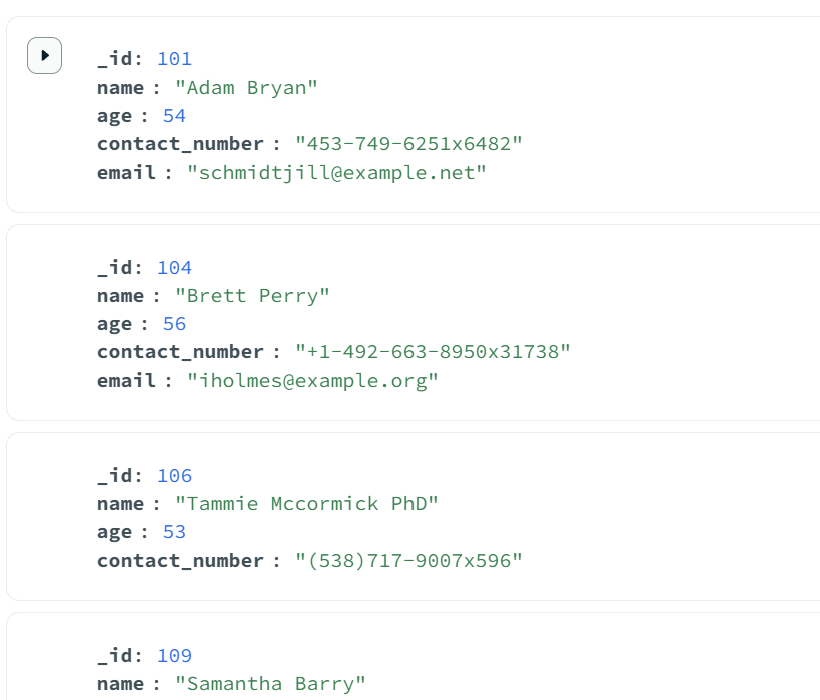 _id: 101
name : "Adam Bryan"
age : 54
contact_number : "453-749-6251x6482"
email : "schmidtjill@example.net"
_id: 104
name : "Brett Perry"
age : 56
contact_number : "+1-492-663-8950x31738"
email : "iholmes@example.org"
_id: 106
name : "Tammie Mccormick PhD"
age : 53
contact_number : "(538)717-9007x596"
_id: 109
name : "Samantha Barry"